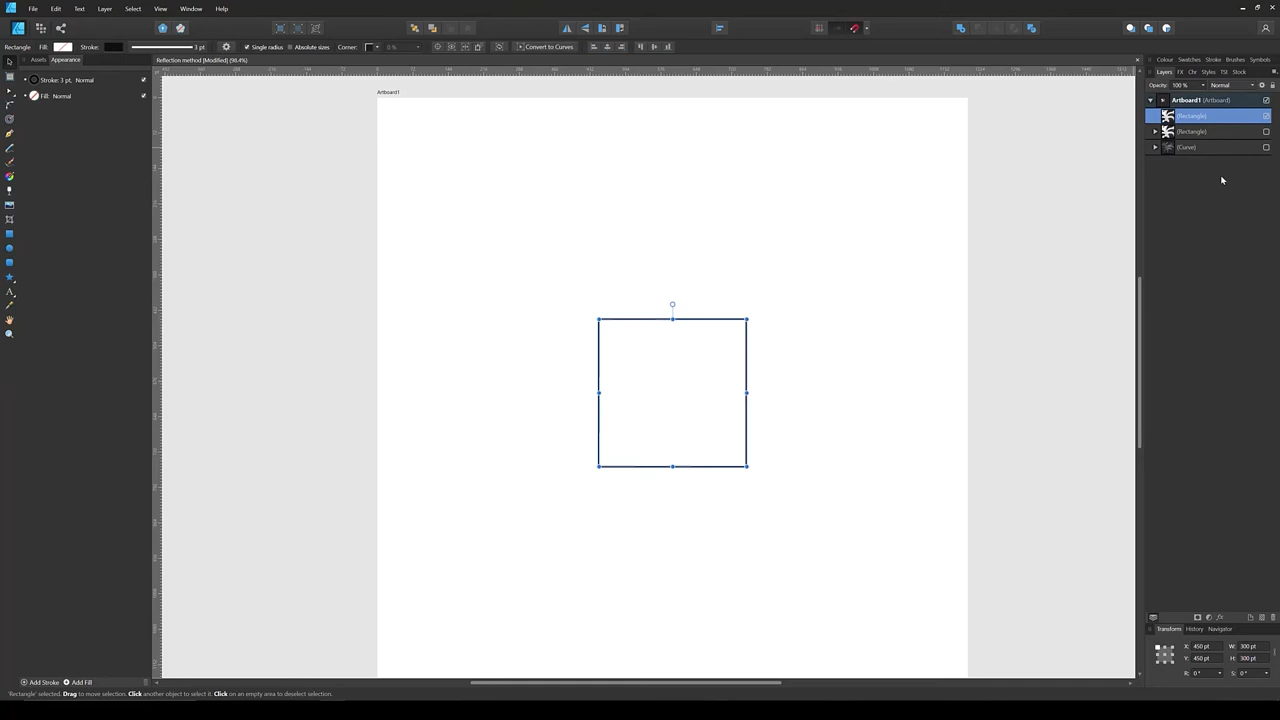 File Edit Text Layer Select View Window Help
Rectangle Fill: Stroke: 3 pt Single radius Absolute sizes Corner: 0 % Convert to Curves
Assets Appearance
Reflection method [Modified] (98.4%)
Colour Swatches Stroke Brushes Symbols
Layers FX Chr Styles TSI Stock
Stroke: 3 pt, Normal
Fill: Normal
Opacity: 100 % Normal
Artboard1
Artboard1 (Artboard)
(Rectangle)
(Rectangle)
(Curve)
A
Transform History Navigator
X: 450 pt W: 300 pt
Y: 450 pt H: 300 pt
R: 0 ° S: 0 °
Add Stroke Add Fill
'Rectangle' selected. Drag to move selection. Click another object to select it. Click on an empty area to deselect selection.